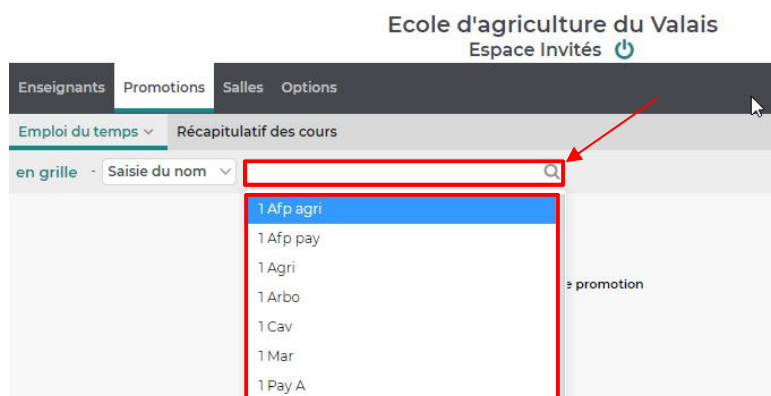 Ecole d'agriculture du Valais
Espace Invités
Enseignants Promotions Salles Options
Emploi du temps Récapitulatif des cours
en grille - Saisie du nom
1 Afp agri
1 Afp pay
1 Agri
e promotion
1 Arbo
1 Cav
1 Mar
1 Pay A